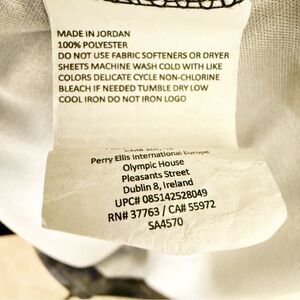 MADE IN JORDAN
100% POLYESTER
DO NOT USE FABRIC SOFTENERS OR DRYER
SHEETS MACHINE WASH COLD WITH LIKE
COLORS DELICATE CYCLE NON-CHLORINE
BLEACH IF NEEDED TUMBLE DRY LOW
COOL IRON DO NOT IRON LOGO
Perry Ellis International Europe
Olympic House
Pleasants Street
Dublin 8, Ireland
UPC# 085142528049
RN# 37763 / CA# 55972
SA4570